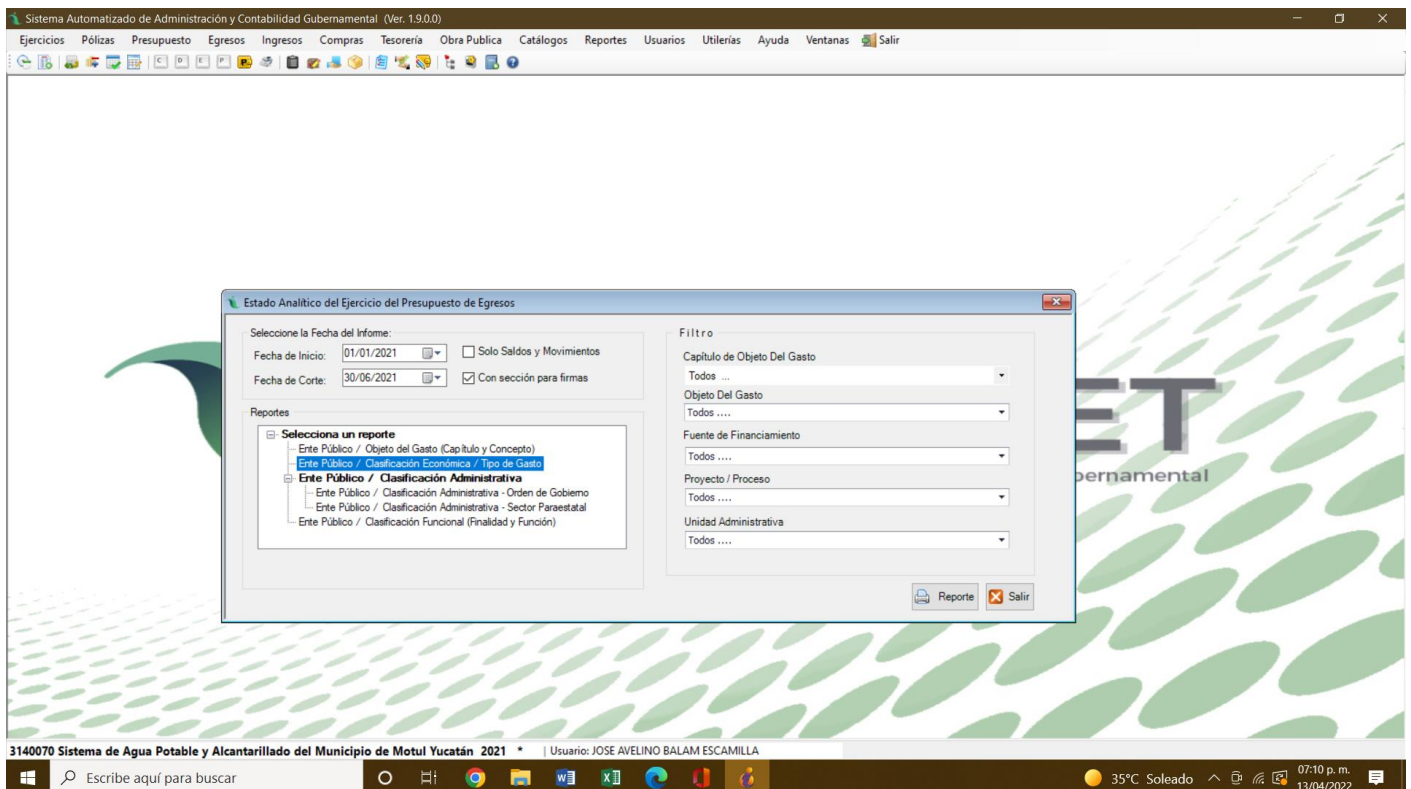 Sistema Automatizado de Administración y Contabilidad Gubernamental (Ver. 1.9.0.0)
Ejercicios Pólizas Presupuesto Egresos Ingresos Compras Tesorería Obra Publica Catálogos Reportes Usuarios Utilerías Ayuda Ventanas Salir
C D E P
Estado Analítico del Ejercicio del Presupuesto de Egresos
Seleccione la Fecha del Informe:
Fecha de Inicio: 01/01/2021 Solo Saldos y Movimientos
Fecha de Corte: 30/06/2021 Con sección para firmas
Reportes
Selecciona un reporte
Ente Público / Objeto del Gasto (Capítulo y Concepto)
Ente Público / Clasificación Económica / Tipo de Gasto
Ente Público / Clasificación Administrativa
Ente Público / Clasificación Administrativa - Orden de Gobierno
Ente Público / Clasificación Administrativa - Sector Paraestatal
Ente Público / Clasificación Funcional (Finalidad y Función)
Filtro
Capítulo de Objeto Del Gasto
Todos ...
Objeto Del Gasto
Todos ....
Fuente de Financiamiento
Todos ....
Proyecto / Proceso
Todos ....
Unidad Administrativa
Todos ....
Reporte Salir
ET
bernamental
3140070 Sistema de Agua Potable y Alcantarillado del Municipio de Motul Yucatán 2021 * | Usuario: JOSE AVELINO BALAM ESCAMILLA
Escribe aquí para buscar
35°C Soleado
07:10 p. m.
13/04/2022